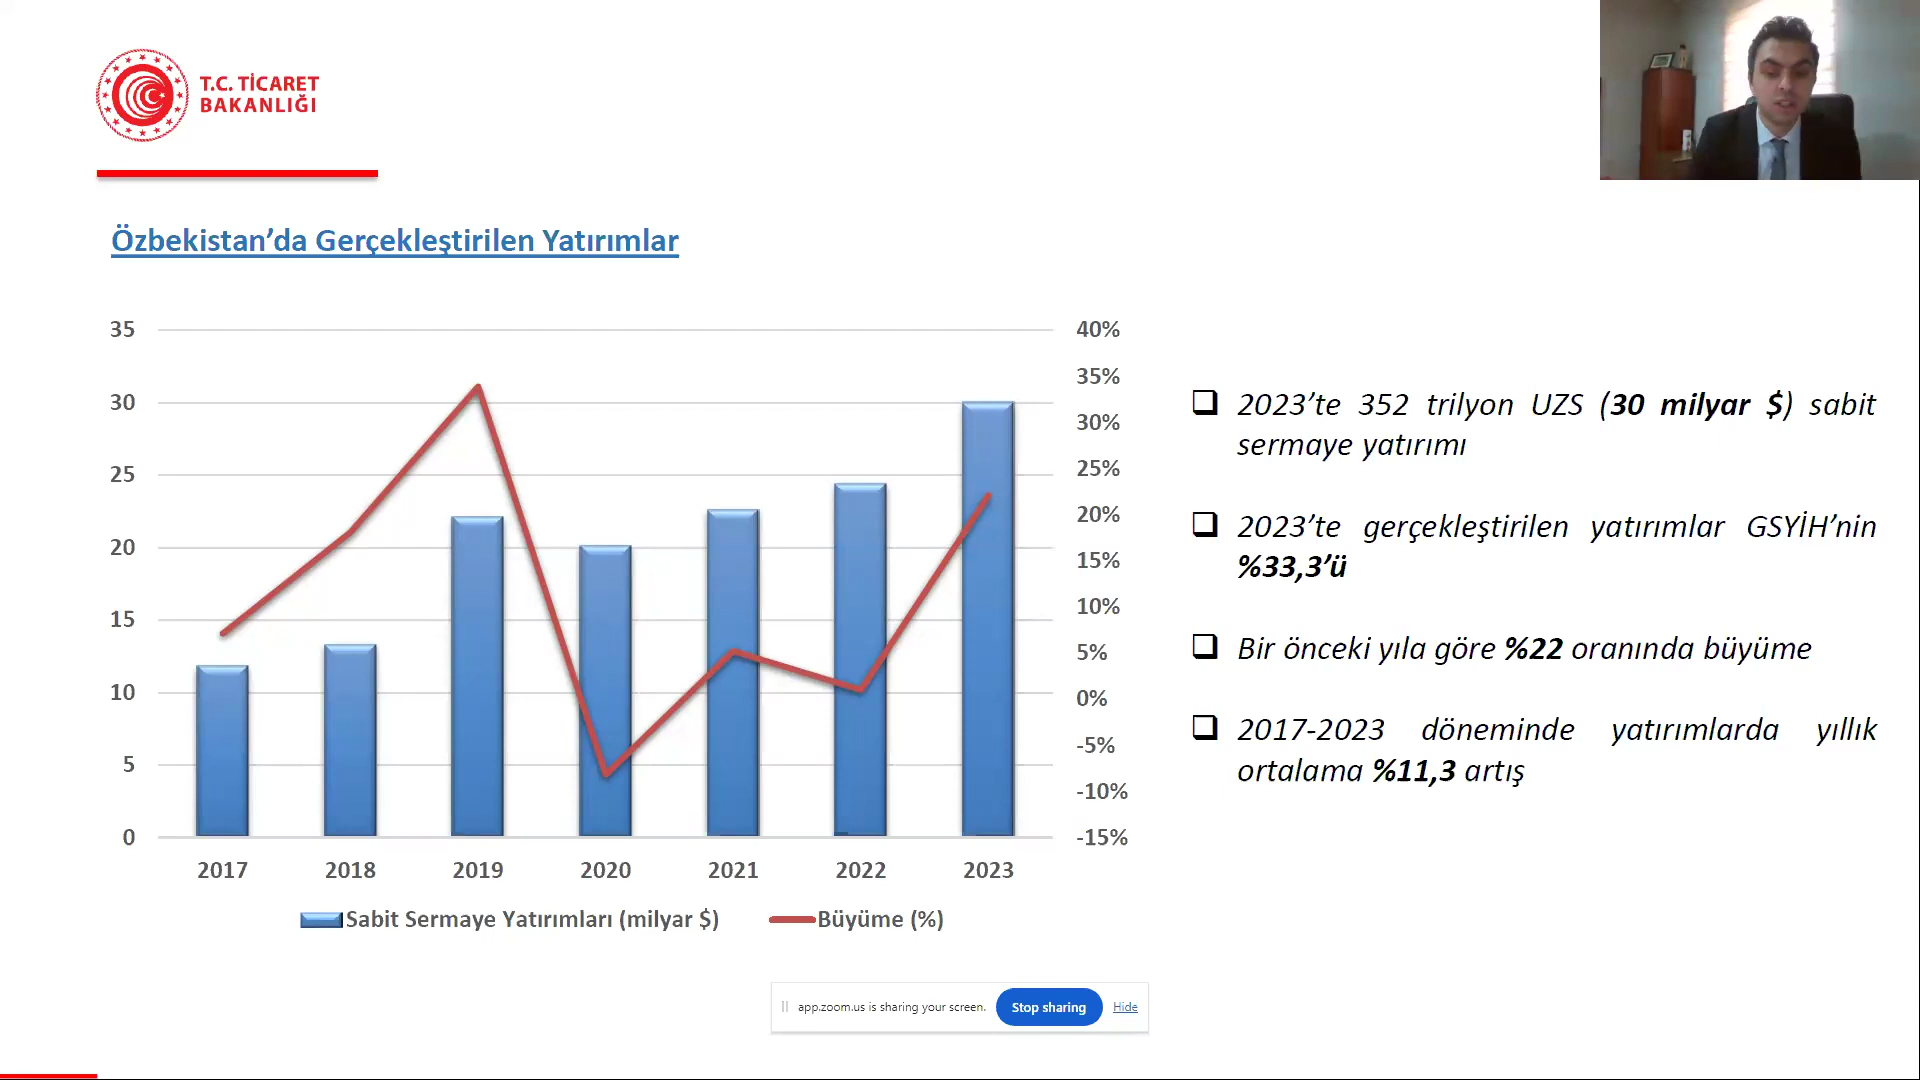 T.C. TİCARET
BAKANLIĞI
Özbekistan’da Gerçekleştirilen Yatırımlar
35
30
25
20
15
10
5
0
40%
35%
30%
25%
20%
15%
10%
5%
0%
-5%
-10%
-15%
2017 2018 2019 2020 2021 2022 2023
Sabit Sermaye Yatırımları (milyar $) Büyüme (%)
2023’te 352 trilyon UZS (30 milyar $) sabit
sermaye yatırımı
2023’te gerçekleştirilen yatırımlar GSYİH’nin
%33,3’ü
Bir önceki yıla göre %22 oranında büyüme
2017-2023 döneminde yatırımlarda yıllık
ortalama %11,3 artış
app.zoom.us is sharing your screen. Stop sharing Hide